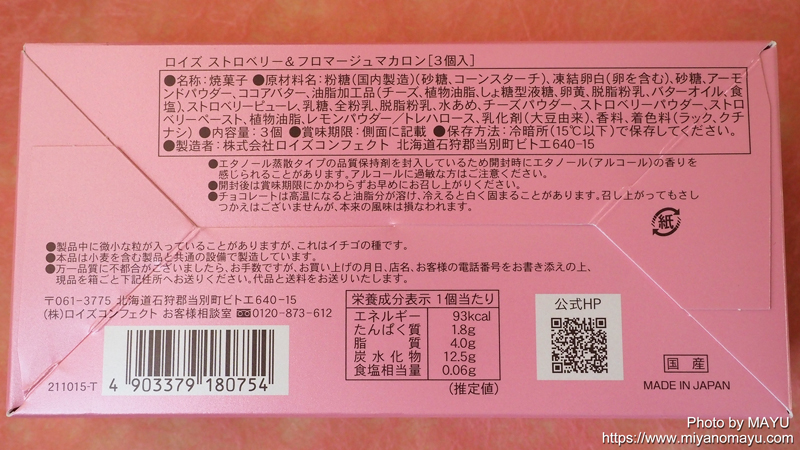 ロイズ ストロベリー&フロマージュマカロン[3個入]
●名称:焼菓子 ●原材料名:粉糖(国内製造)(砂糖、コーンスターチ)、凍結卵白(卵を含む)、砂糖、アーモ
ンドパウダー、ココアバター、油脂加工品(チーズ、植物油脂、しょ糖型液糖、卵黄、脱脂粉乳、バターオイル、食
塩)、ストロベリーピューレ、乳糖、全粉乳、脱脂粉乳、水あめ、チーズパウダー、ストロベリーパウダー、ストロ
ベリーペースト、植物油脂、レモンパウダー/トレハロース、乳化剤(大豆由来)、香料、着色料(ラック、クチ
ナシ) ●内容量:3個 ●賞味期限:側面に記載 ●保存方法:冷暗所(15℃以下)で保存してください。
●製造者:株式会社ロイズコンフェクト 北海道石狩郡当別町ビトエ640-15
●エタノール蒸散タイプの品質保持剤を封入しているため開封時にエタノール(アルコール)の香りを
感じられることがあります。アルコールに過敏な方はご注意ください。
●開封後は賞味期限にかかわらずお早めにお召し上がりください。
●チョコレートは高温になると油脂分が溶け、冷えると白く固まることがあります。召し上がってもさし
つかえはございませんが、本来の風味は損なわれます。
紙
●製品中に微小な粒が入っていることがありますが、これはイチゴの種です。
●本品は小麦を含む製品と共通の設備で製造しています。
●万一品質に不都合がございましたら、お手数ですが、お買い上げの月日、店名、お客様の電話番号をお書き添えの上、
現品を箱ごと下記住所へお送りください。代品と送料をお送りいたします。
〒061-3775 北海道石狩郡当別町ビトエ640-15
(株)ロイズコンフェクト お客様相談室 0120-873-612
211015-T
4 903379 180754
栄養成分表示 1個当たり
エネルギー 93kcal
たんぱく質 1.8g
脂質 4.0g
炭水化物 12.5g
食塩相当量 0.06g
(推定値)
公式HP
国産
MADE IN JAPAN
Photo by MAYU
https://www.miyanomayu.com/